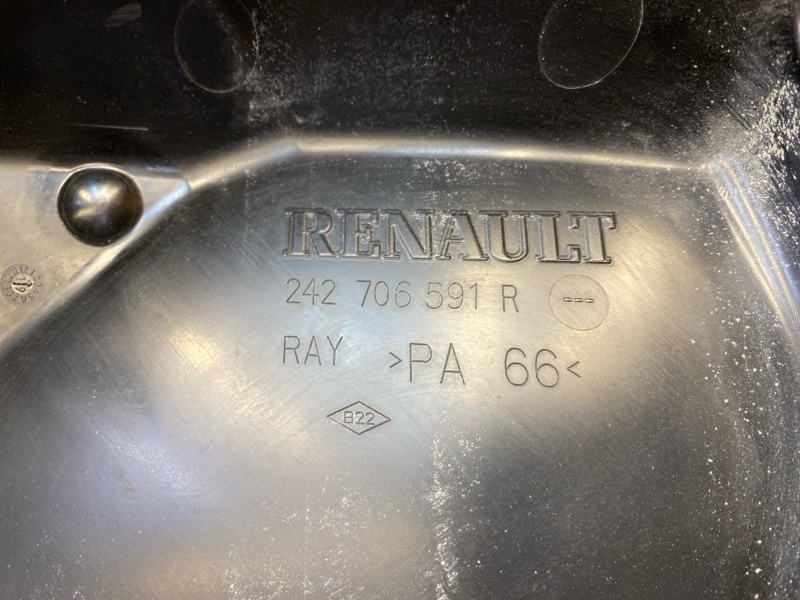 RENAULT
242 706 591 R ---
RAY >PA 66<
B22